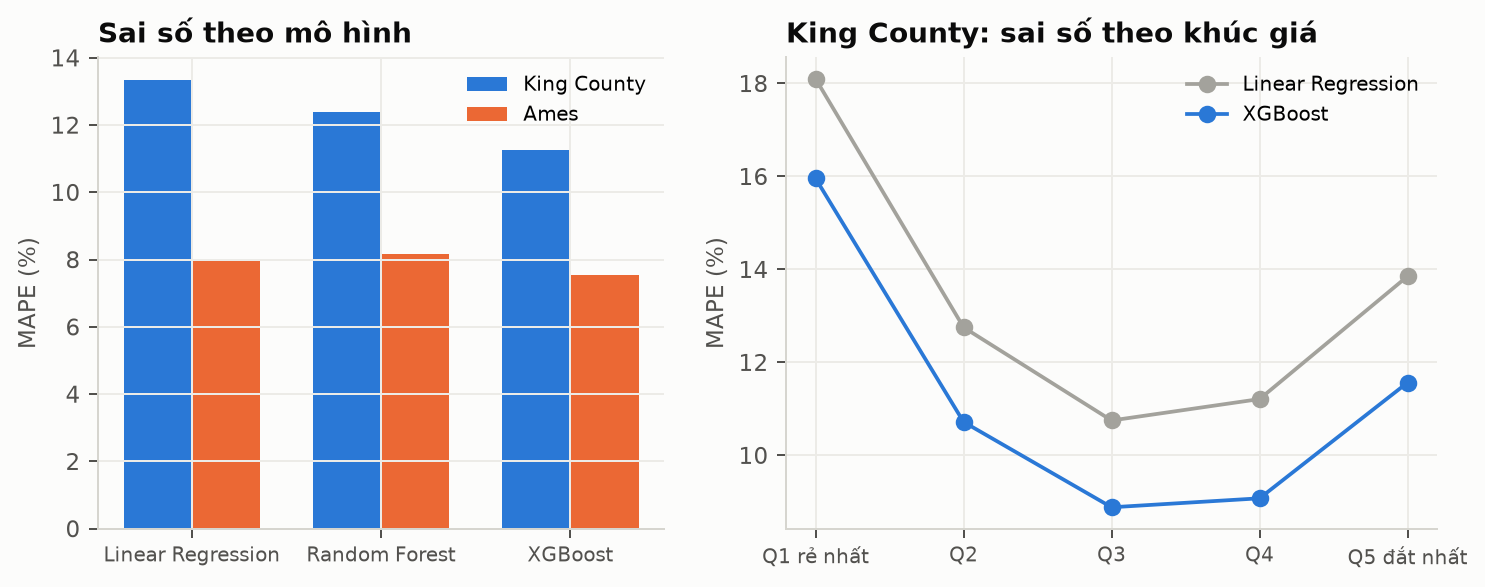 Sai số theo mô hình
MAPE (%)
14
12
10
8
6
4
2
0
King County
Ames
Linear Regression
Random Forest
XGBoost
King County: sai số theo khúc giá
MAPE (%)
18
16
14
12
10
Linear Regression
XGBoost
Q1 rẻ nhất
Q2
Q3
Q4
Q5 đắt nhất